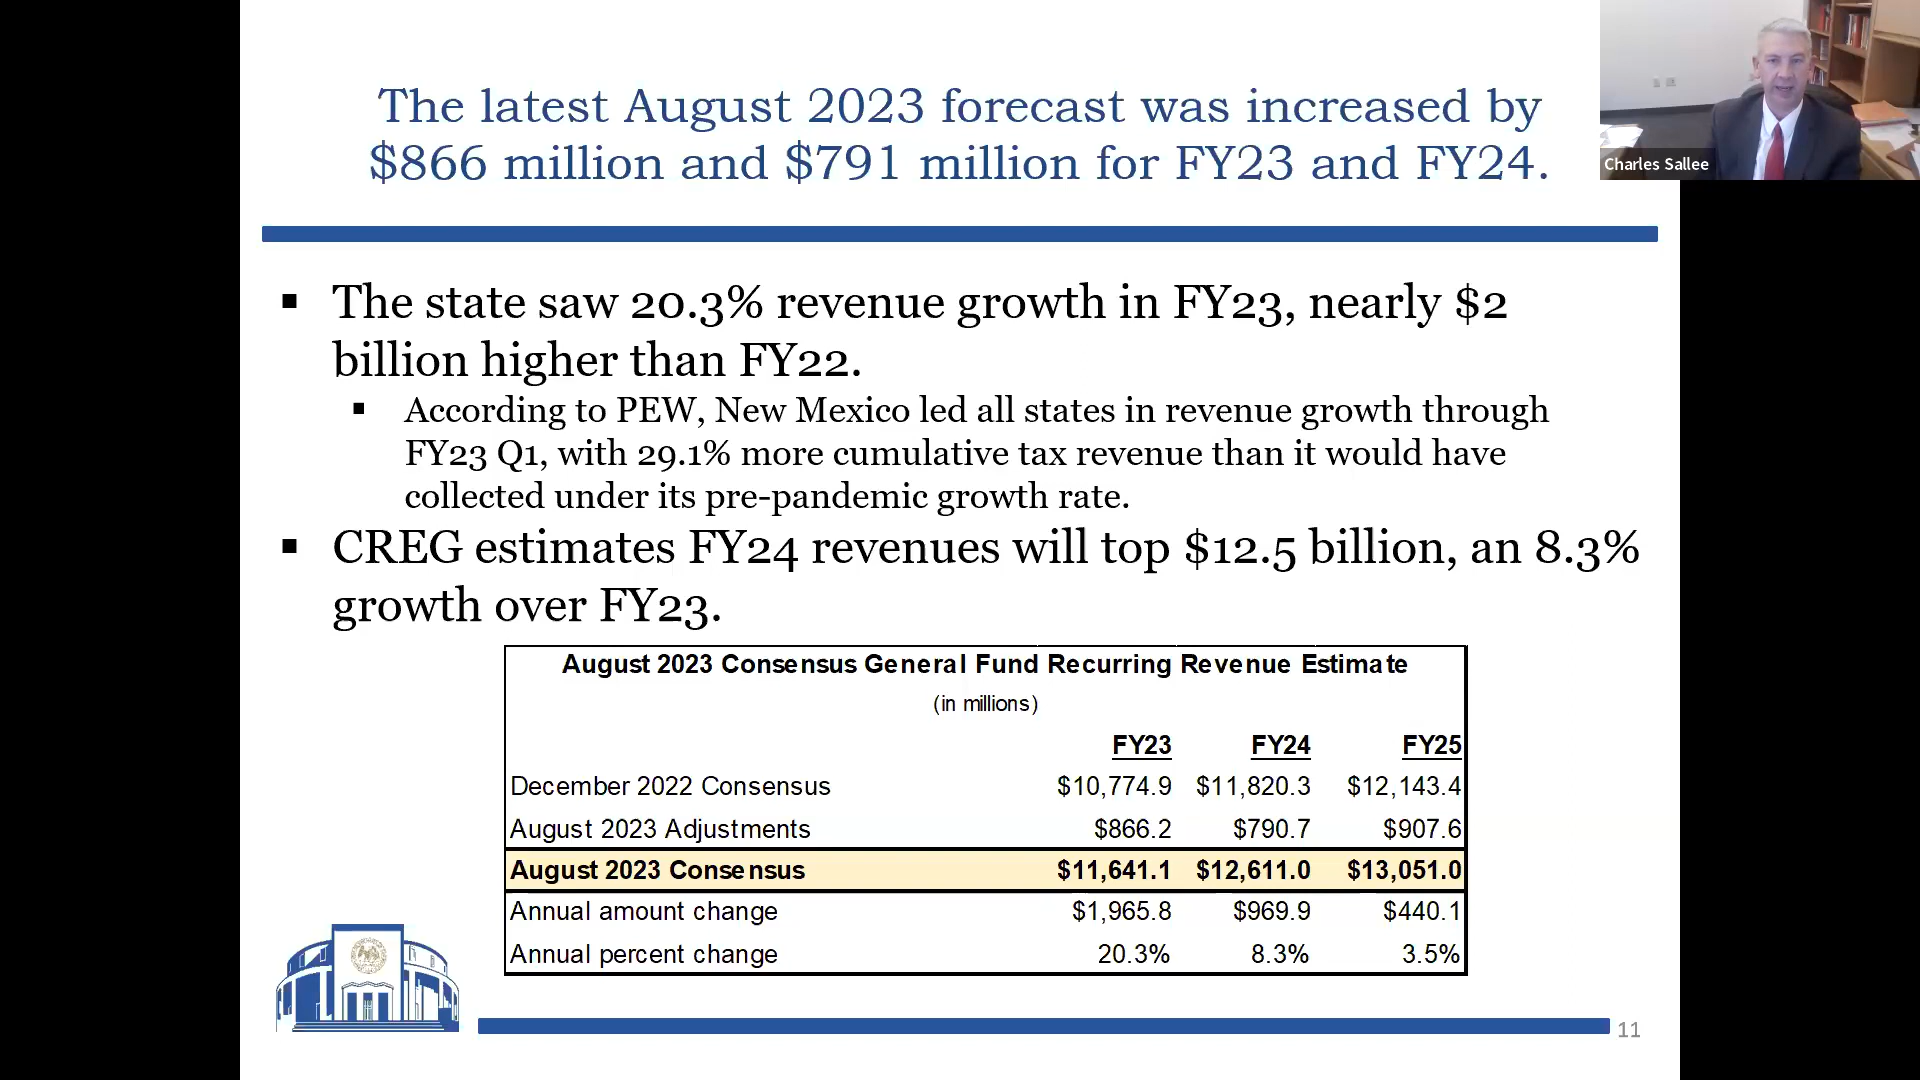 The latest August 2023 forecast was increased by
$866 million and $791 million for FY23 and FY24.
Charles Sallee
▪ The state saw 20.3% revenue growth in FY23, nearly $2
billion higher than FY22.
▪ According to PEW, New Mexico led all states in revenue growth through
FY23 Q1, with 29.1% more cumulative tax revenue than it would have
collected under its pre-pandemic growth rate.
▪ CREG estimates FY24 revenues will top $12.5 billion, an 8.3%
growth over FY23.
August 2023 Consensus General Fund Recurring Revenue Estimate
(in millions)
FY23 FY24 FY25
December 2022 Consensus $10,774.9 $11,820.3 $12,143.4
August 2023 Adjustments $866.2 $790.7 $907.6
August 2023 Consensus $11,641.1 $12,611.0 $13,051.0
Annual amount change $1,965.8 $969.9 $440.1
Annual percent change 20.3% 8.3% 3.5%
11